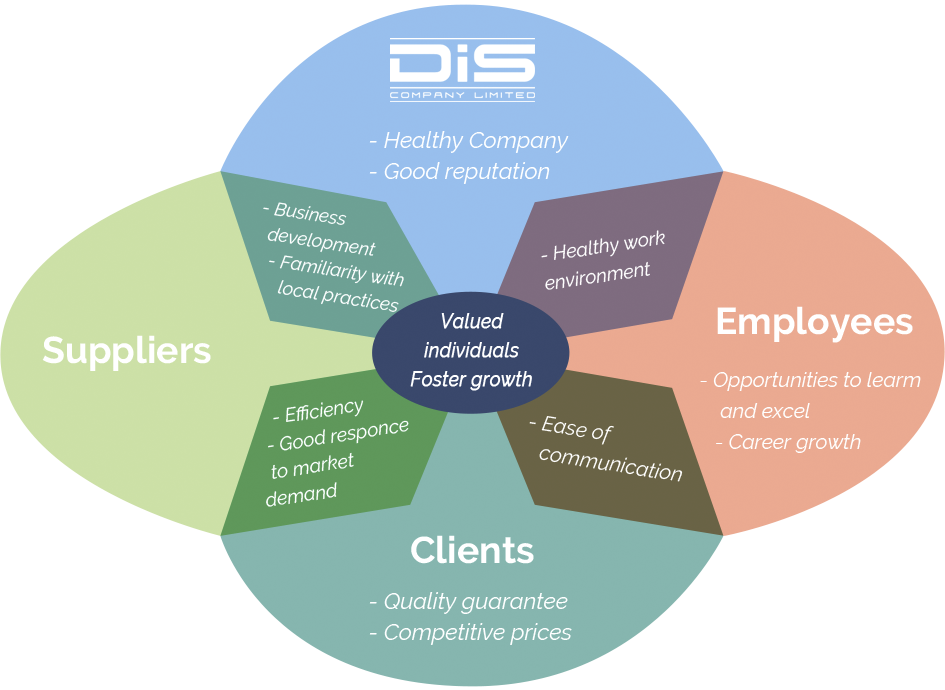 DiS
COMPANY LIMITED
- Healthy Company
- Good reputation
- Business
development
- Familiarity with
local practices
- Healthy work
environment
Valued
individuals
Foster growth
Suppliers
Employees
- Opportunities to learm
and excel
- Career growth
- Efficiency
- Good responce
to market
demand
- Ease of
communication
Clients
- Quality guarantee
- Competitive prices